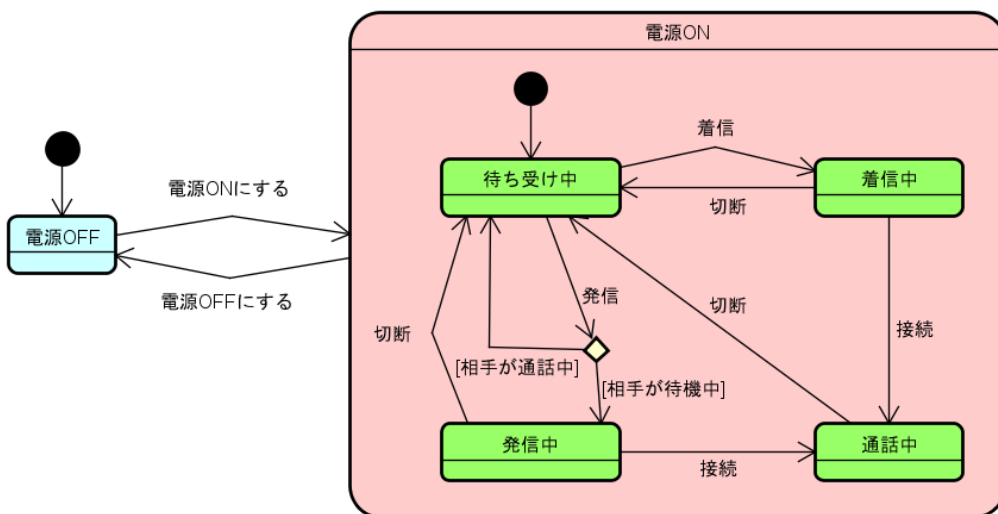 電源ON
着信
待ち受け中
着信中
電源ONにする
切断
電源OFF
発信
電源OFFにする
切断
切断
接続
[相手が通話中]
[相手が待機中]
発信中
通話中
接続